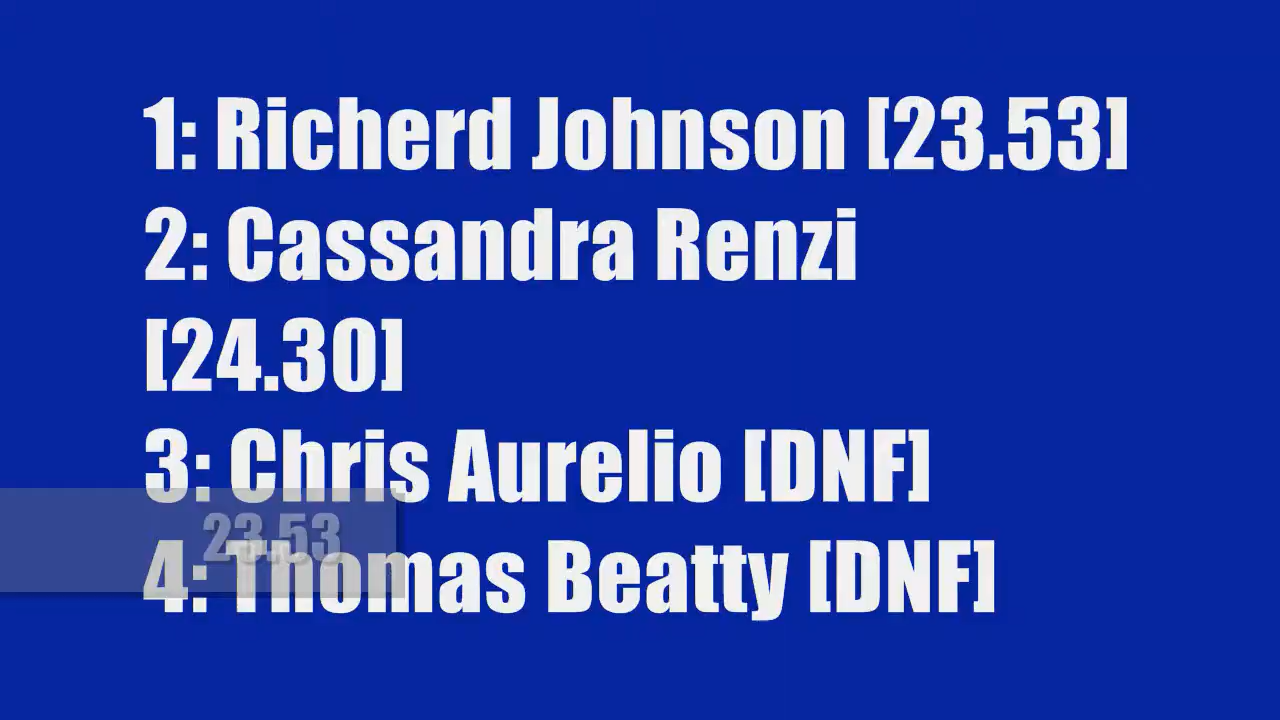 1: Richerd Johnson [23.53]
2: Cassandra Renzi
[24.30]
3: Chris Aurelio [DNF]
23.53
4: Thomas Beatty [DNF]